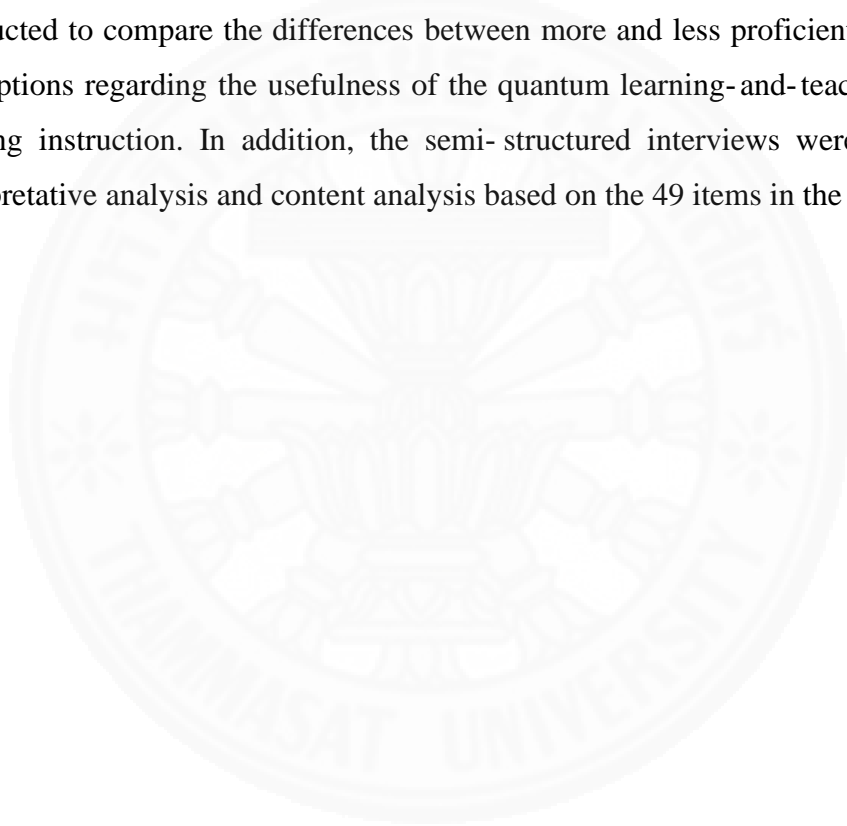 ucted to compare the differences between more and less proficient
ptions regarding the usefulness of the quantum learning-and-teac
ng instruction. In addition, the semi- structured interviews were
pretative analysis and content analysis based on the 49 items in the
THAMMASAT UNIVERSITY